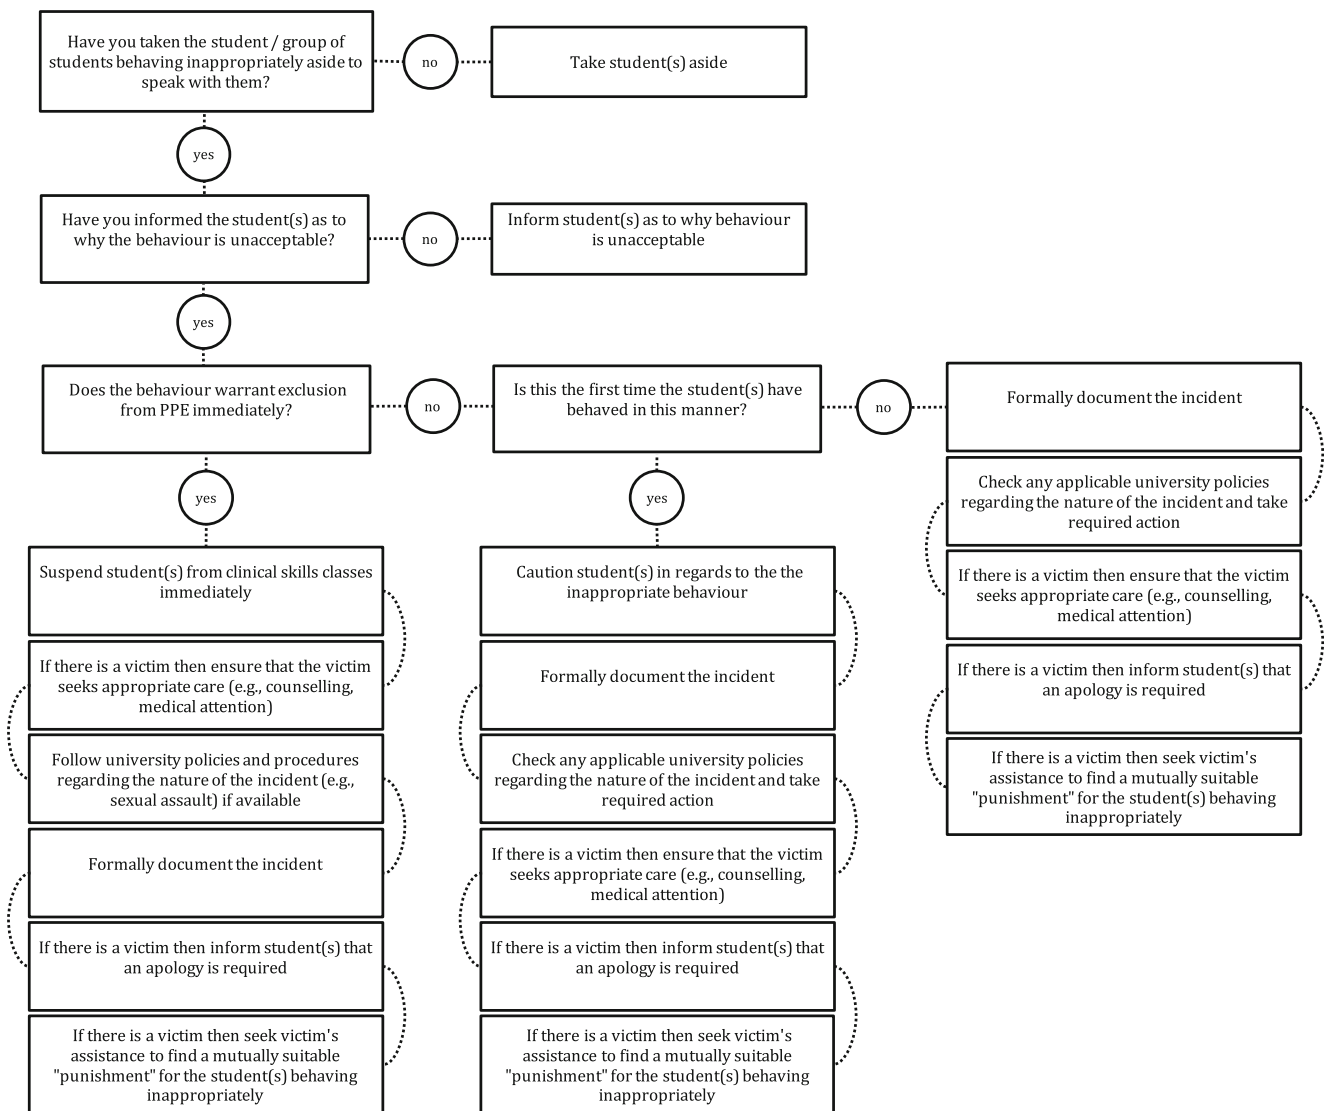 Have you taken the student / group of
students behaving inappropriately aside to
speak with them?
no
Take student(s) aside
yes
Have you informed the student(s) as to
why the behaviour is unacceptable?
no
Inform student(s) as to why behaviour
is unacceptable
yes
Does the behaviour warrant exclusion
from PPE immediately?
no
Is this the first time the student(s) have
behaved in this manner?
no
Formally document the incident
Check any applicable university policies
regarding the nature of the incident and take
required action
If there is a victim then ensure that the victim
seeks appropriate care (e.g., counselling,
medical attention)
If there is a victim then inform student(s) that
an apology is required
If there is a victim then seek victim's
assistance to find a mutually suitable
"punishment" for the student(s) behaving
inappropriately
yes
Suspend student(s) from clinical skills classes
immediately
If there is a victim then ensure that the victim
seeks appropriate care (e.g., counselling,
medical attention)
Follow university policies and procedures
regarding the nature of the incident (e.g.,
sexual assault) if available
Formally document the incident
If there is a victim then inform student(s) that
an apology is required
If there is a victim then seek victim's
assistance to find a mutually suitable
"punishment" for the student(s) behaving
inappropriately
yes
Caution student(s) in regards to the the
inappropriate behaviour
Formally document the incident
Check any applicable university policies
regarding the nature of the incident and take
required action
If there is a victim then ensure that the victim
seeks appropriate care (e.g., counselling,
medical attention)
If there is a victim then inform student(s) that
an apology is required
If there is a victim then seek victim's
assistance to find a mutually suitable
"punishment" for the student(s) behaving
inappropriately